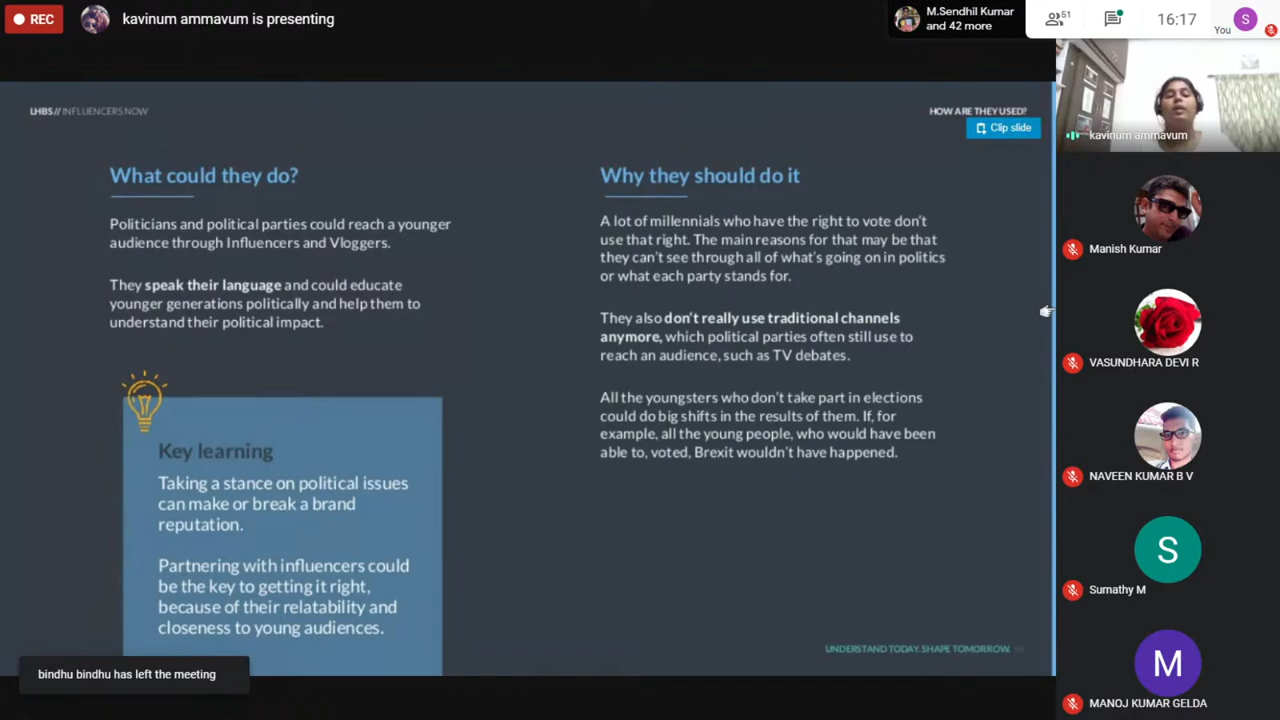 REC
kavinum ammavum is presenting
M.Sendhil Kumar
and 42 more
51
16:17
You
S
LHBS// INFLUENCERS NOW
HOW ARE THEY USED?
Clip slide
What could they do?
Politicians and political parties could reach a younger
audience through Influencers and Vloggers.
They speak their language and could educate
younger generations politically and help them to
understand their political impact.
Key learning
Taking a stance on political issues
can make or break a brand
reputation.
Partnering with influencers could
be the key to getting it right,
because of their relatability and
closeness to young audiences.
Why they should do it
A lot of millennials who have the right to vote don't
use that right. The main reasons for that may be that
they can't see through all of what's going on in politics
or what each party stands for.
They also don't really use traditional channels
anymore, which political parties often still use to
reach an audience, such as TV debates.
All the youngsters who don't take part in elections
could do big shifts in the results of them. If, for
example, all the young people, who would have been
able to, voted, Brexit wouldn't have happened.
UNDERSTAND TODAY. SHAPE TOMORROW.
bindhu bindhu has left the meeting
kavinum ammavum
Manish Kumar
VASUNDHARA DEVI R
NAVEEN KUMAR B V
S
Sumathy M
M
MANOJ KUMAR GELDA